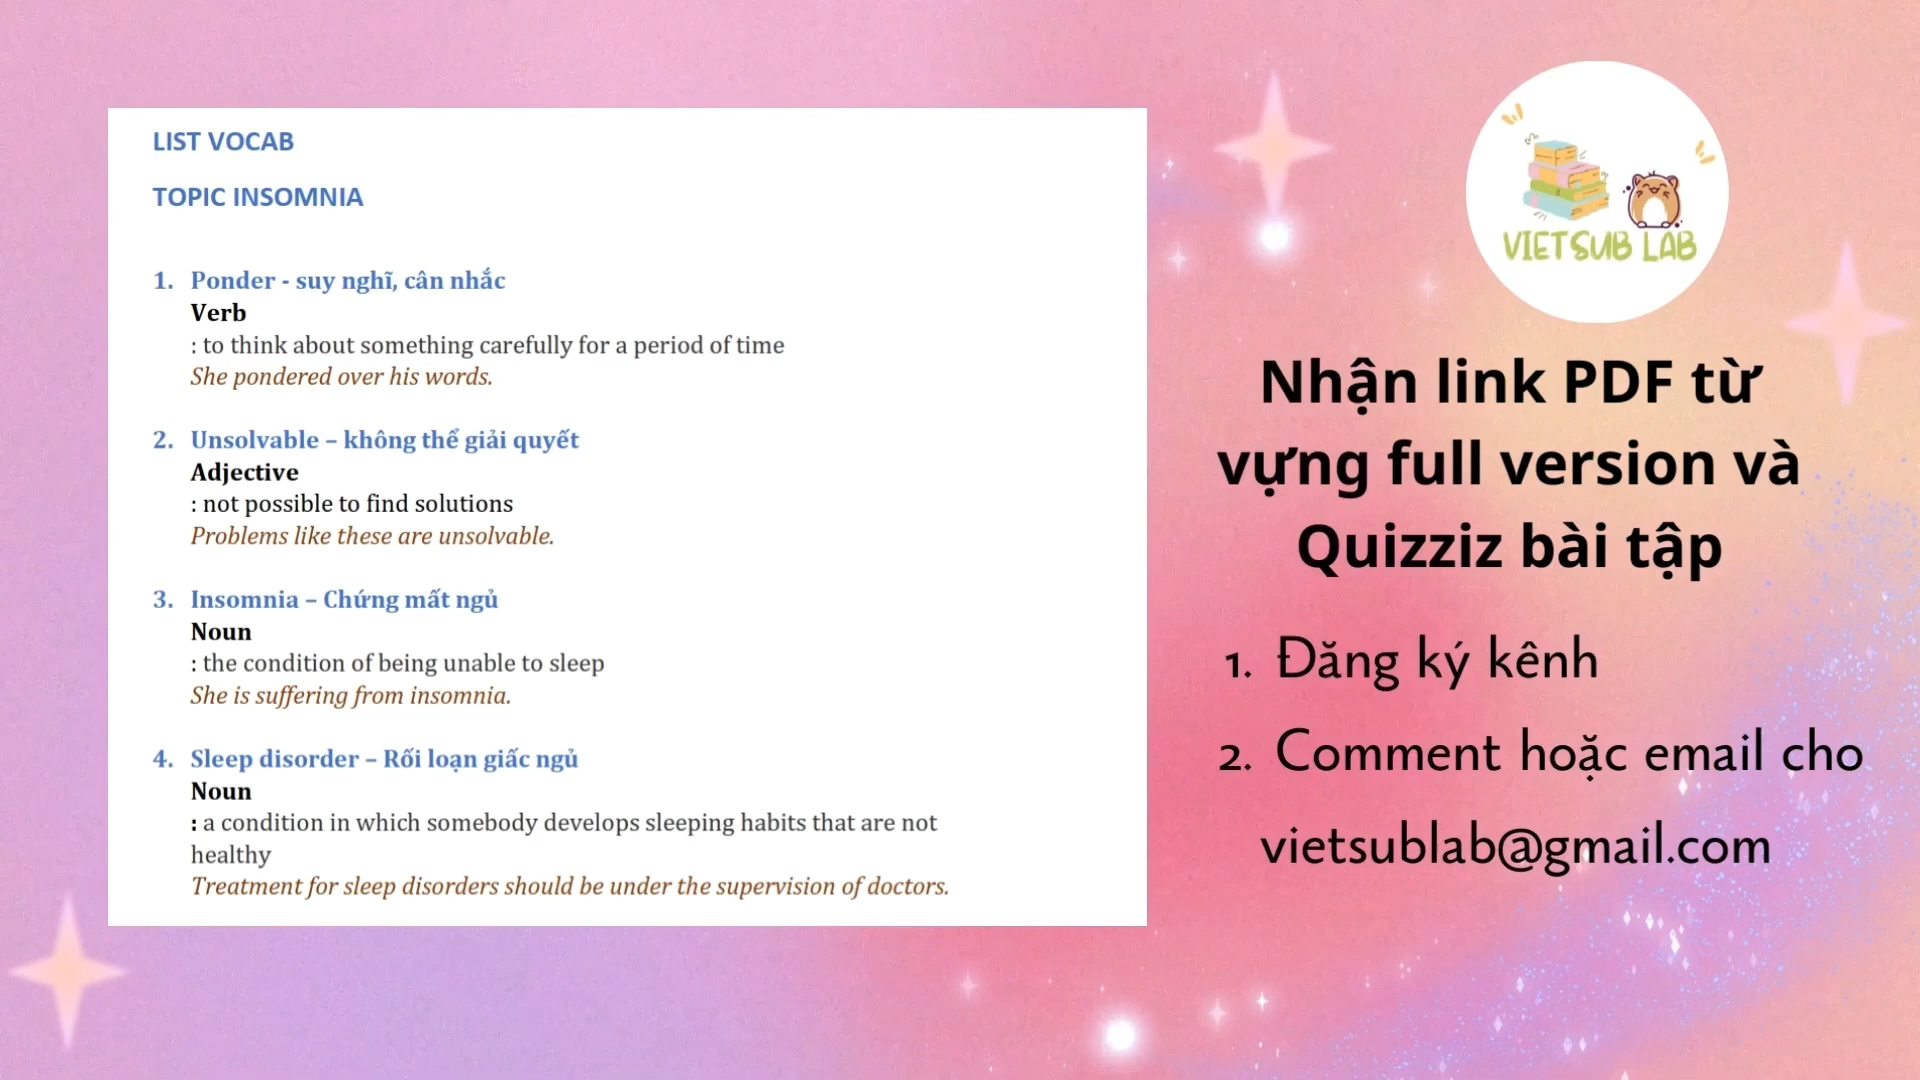 LIST VOCAB
TOPIC INSOMNIA
1. Ponder - suy nghĩ, cân nhắc
Verb
: to think about something carefully for a period of time
She pondered over his words.
2. Unsolvable – không thể giải quyết
Adjective
: not possible to find solutions
Problems like these are unsolvable.
3. Insomnia – Chứng mất ngủ
Noun
: the condition of being unable to sleep
She is suffering from insomnia.
4. Sleep disorder – Rối loạn giấc ngủ
Noun
: a condition in which somebody develops sleeping habits that are not
healthy
Treatment for sleep disorders should be under the supervision of doctors.
VIETSUB LAB
Nhận link PDF từ
vựng full version và
Quizziz bài tập
1. Đăng ký kênh
2. Comment hoặc email cho
vietsublab@gmail.com